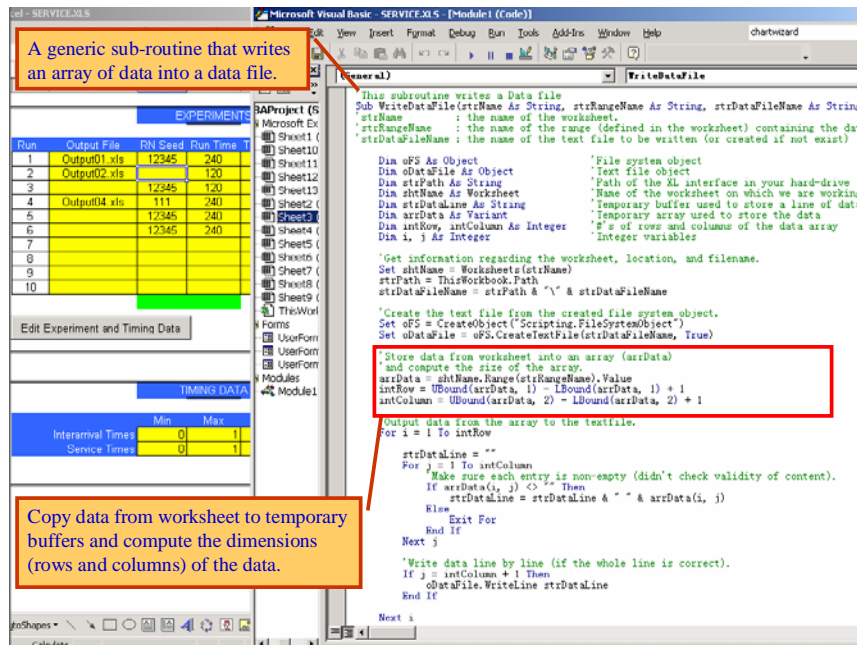 cel - SERVICE.XLS
Microsoft Visual Basic - SERVICE.XLS - [Module1 (Code)]
Edit View Insert Format Debug Run Tools Add-Ins Window Help
chartwizard
A generic sub-routine that writes
an array of data into a data file.
(General)
WriteDataFile
'This subroutine writes a Data file
Sub WriteDataFile(strName As String, strRangeName As String, strDataFileName As String
'strName : the name of the worksheet.
'strRangeName : the name of the range (defined in the worksheet) containing the da
'strDataFileName : the name of the text file to be written (or created if not exist)
Dim oFS As Object 'File system object
Dim oDataFile As Object 'Text file object
Dim strPath As String 'Path of the XL interface in your hard-drive
Dim shtName As Worksheet 'Name of the worksheet on which we are working
Dim strDataLine As String 'Temporary buffer used to store a line of data
Dim arrData As Variant 'Temporary array used to store the data
Dim intRow, intColumn As Integer '#'s of rows and columns of the data array
Dim i, j As Integer 'Integer variables
'Get information regarding the worksheet, location, and filename.
Set shtName = Worksheets(strName)
strPath = ThisWorkbook.Path
strDataFileName = strPath & "\" & strDataFileName
'Create the text file from the created file system object.
Set oFS = CreateObject("Scripting.FileSystemObject")
Set oDataFile = oFS.CreateTextFile(strDataFileName, True)
'Store data from worksheet into an array (arrData)
'and compute the size of the array.
arrData = shtName.Range(strRangeName).Value
intRow = UBound(arrData, 1) - LBound(arrData, 1) + 1
intColumn = UBound(arrData, 2) - LBound(arrData, 2) + 1
'Output data from the array to the textfile.
For i = 1 To intRow
strDataLine = ""
For j = 1 To intColumn
'Make sure each entry is non-empty (didn't check validity of content).
If arrData(i, j) <> "" Then
strDataLine = strDataLine & " " & arrData(i, j)
Else
Exit For
End If
Next j
'Write data line by line (if the whole line is correct).
If j = intColumn + 1 Then
oDataFile.WriteLine strDataLine
End If
Next i
BAProject (S
Microsoft Ex
Sheet1 (
Sheet10
Sheet11
Sheet12
Sheet13
Sheet2 (
Sheet3 (
Sheet4 (
Sheet5 (
Sheet6 (
Sheet7 (
Sheet8 (
Sheet9 (
ThisWorl
Forms
UserForm
UserForm
UserForm
Modules
Module1
EXPERIMENTS
Run Output File RN Seed Run Time T
1 Output01.xls 12345 240
2 Output02.xls 120
3 12345 120
4 Output04.xls 111 240
5 12345 240
6 12345 240
7
8
9
10
Edit Experiment and Timing Data
TIMING DATA
Min Max
Interarrival Times 0 1
Service Times 0 1
Copy data from worksheet to temporary
buffers and compute the dimensions
(rows and columns) of the data.
utoShapes
Calculate